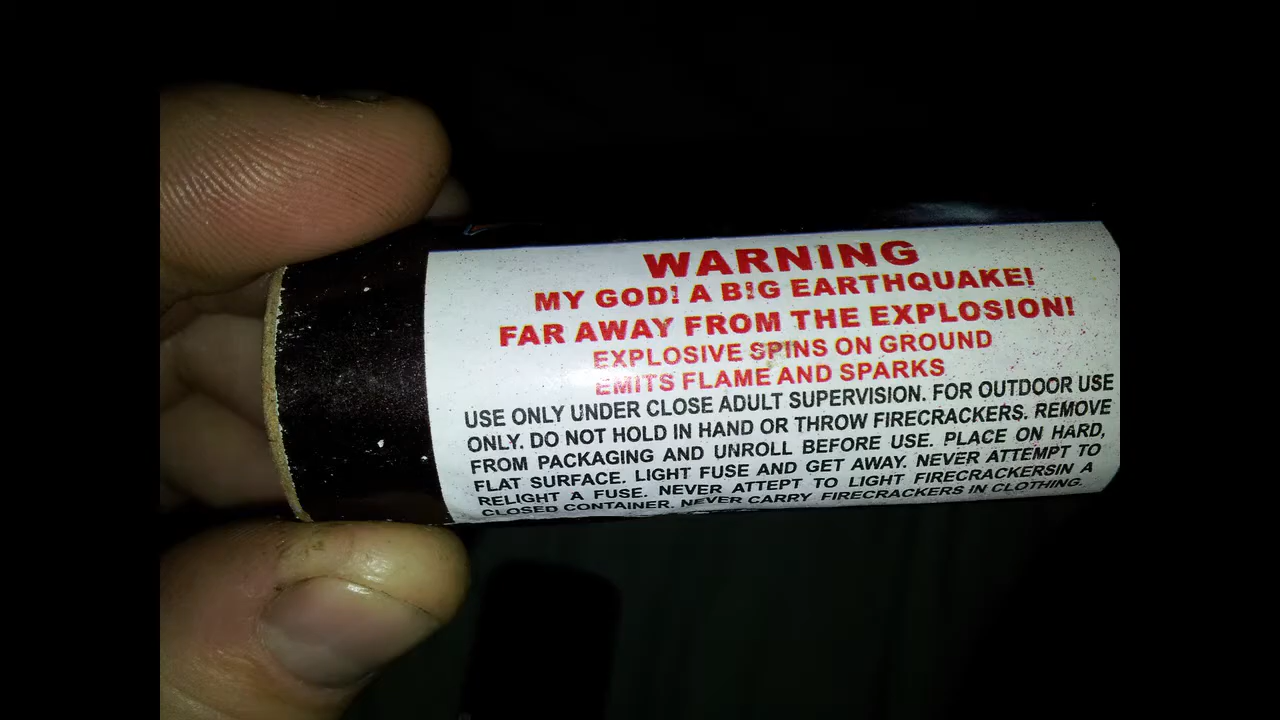 WARNING
MY GOD! A B!G EARTHQUAKE!
FAR AWAY FROM THE EXPLOSION!
EXPLOSIVE SPINS ON GROUND
EMITS FLAME AND SPARKS
USE ONLY UNDER CLOSE ADULT SUPERVISION. FOR OUTDOOR USE
ONLY. DO NOT HOLD IN HAND OR THROW FIRECRACKERS. REMOVE
FROM PACKAGING AND UNROLL BEFORE USE. PLACE ON HARD,
FLAT SURFACE. LIGHT FUSE AND GET AWAY. NEVER ATTEMPT TO
RELIGHT A FUSE. NEVER ATTEPT TO LIGHT FIRECRACKERSIN A
CLOSED CONTAINER. NEVER CARRY FIRECRACKERS IN CLOTHING.